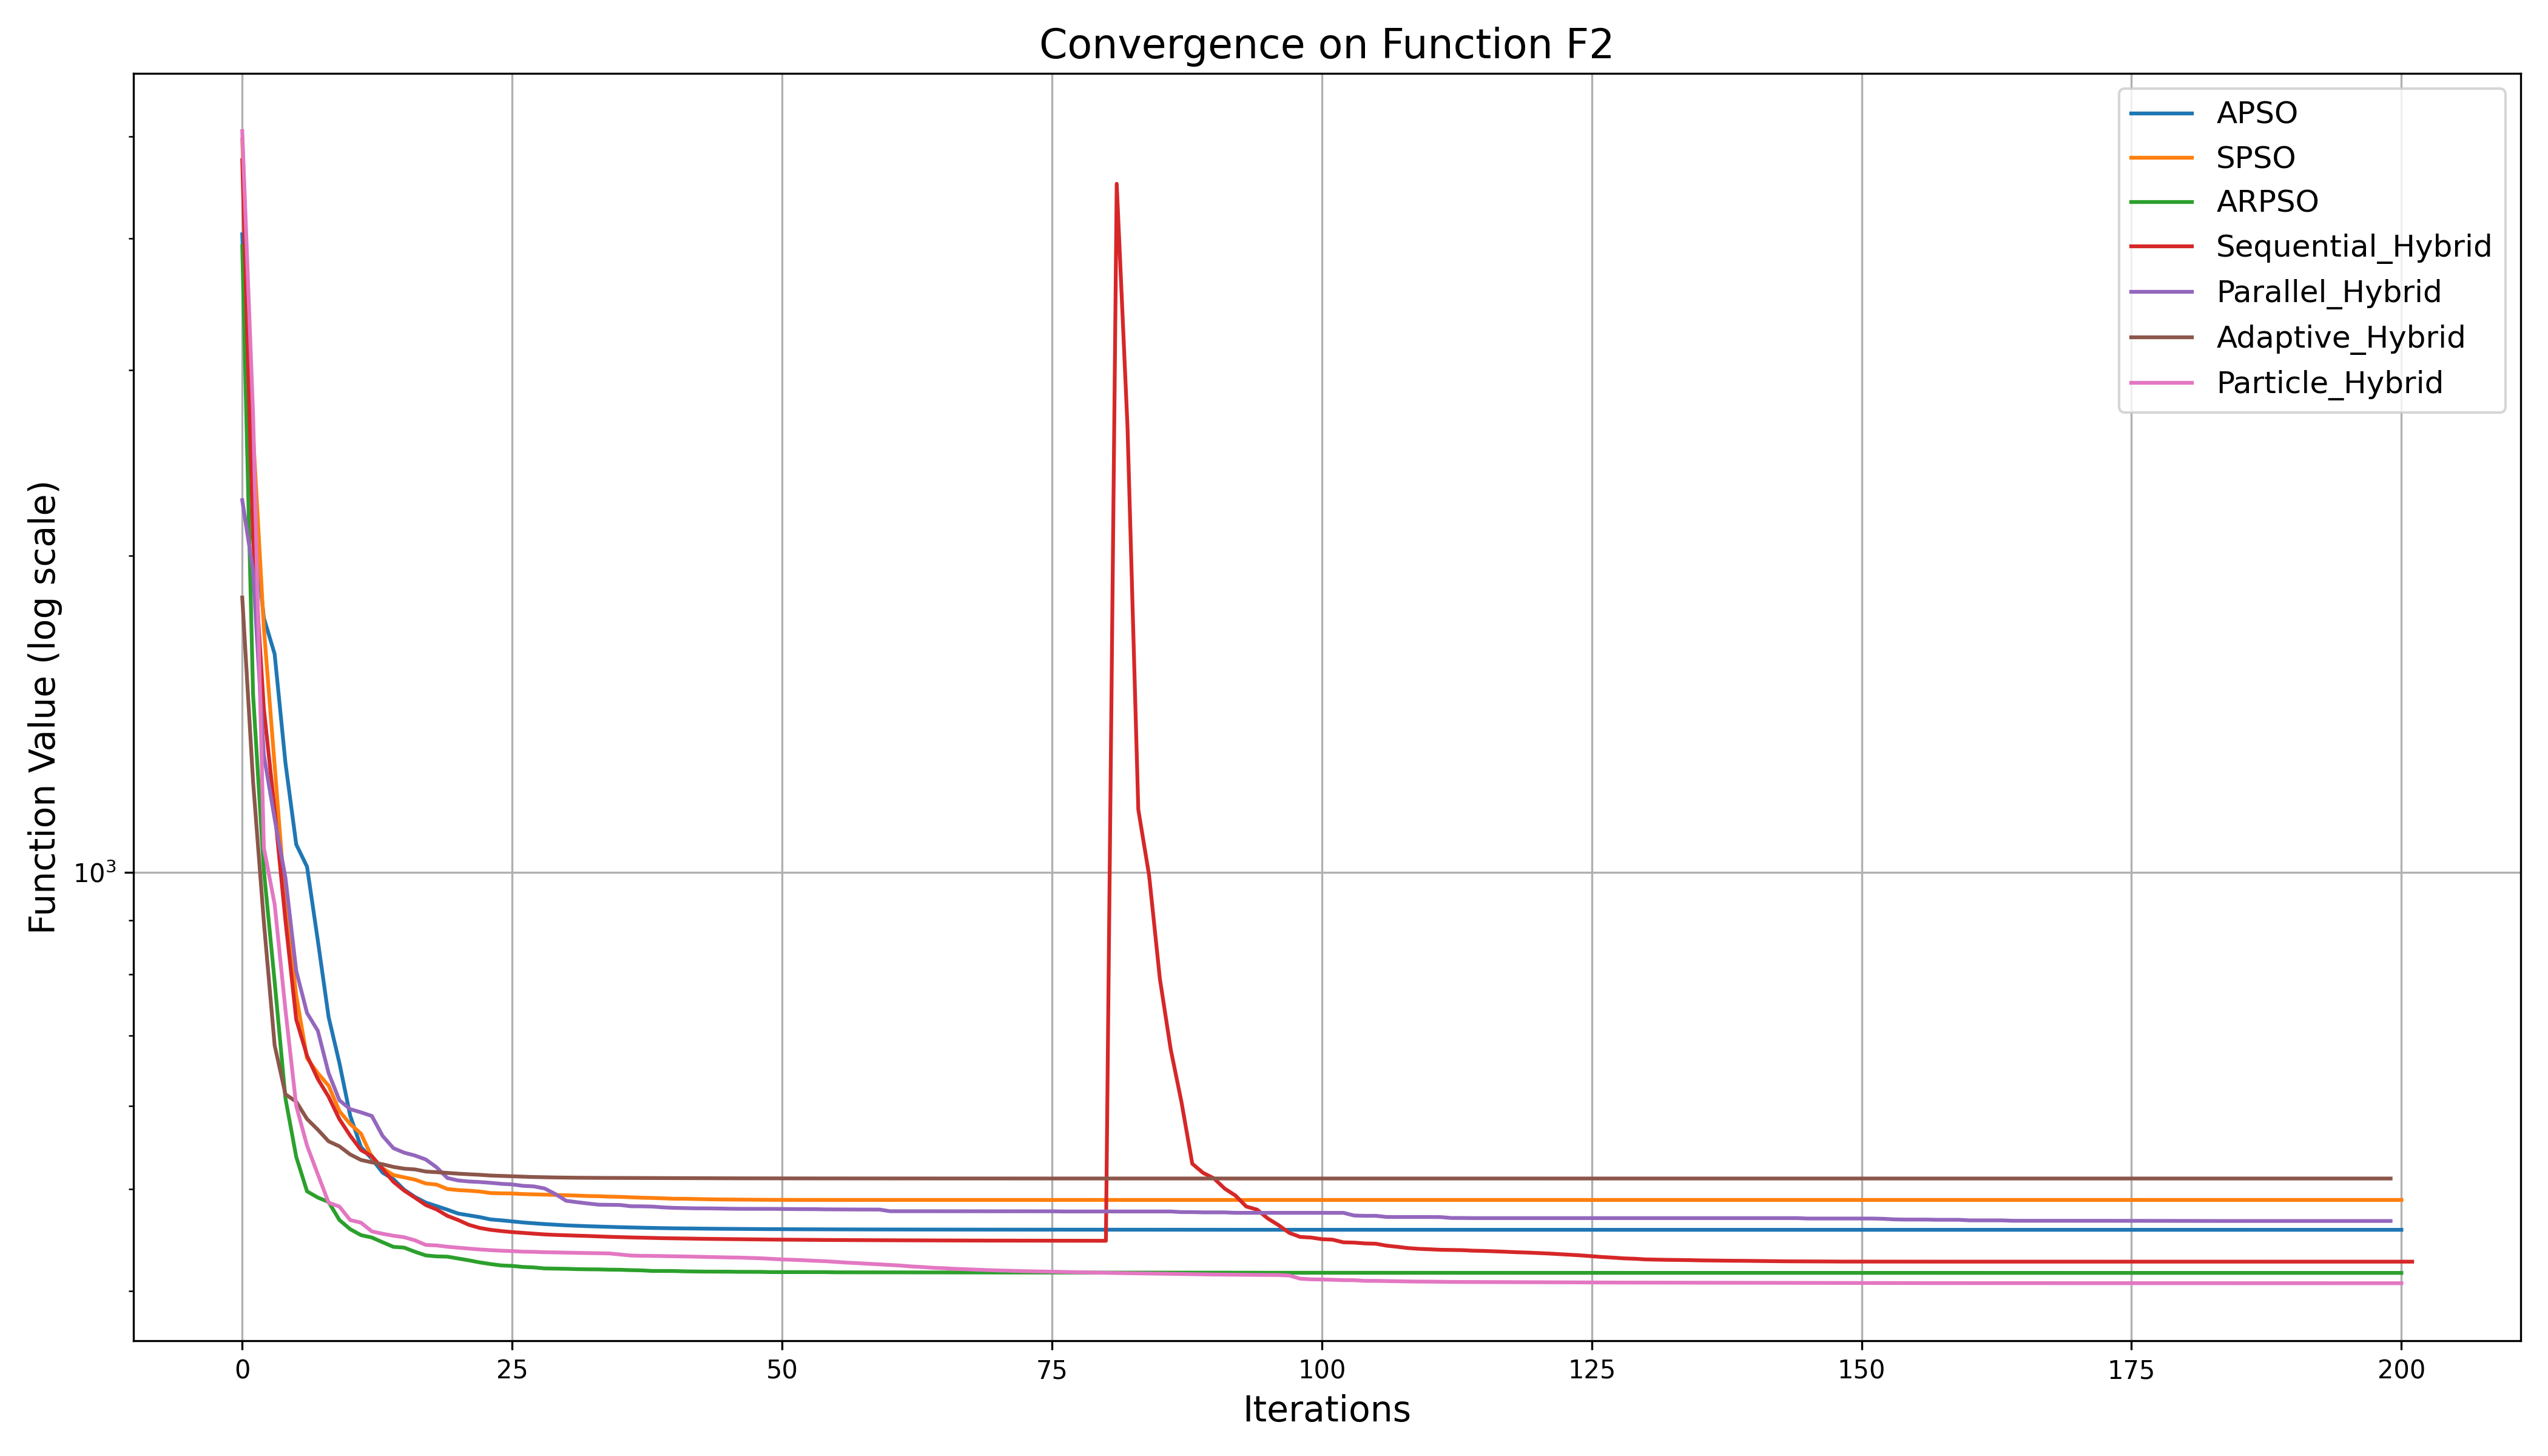 Convergence on Function F2
APSO
SPSO
ARPSO
Sequential_Hybrid
Parallel_Hybrid
Adaptive_Hybrid
Particle_Hybrid
Function Value (log scale)
10³
0 25 50 75 100 125 150 175 200
Iterations